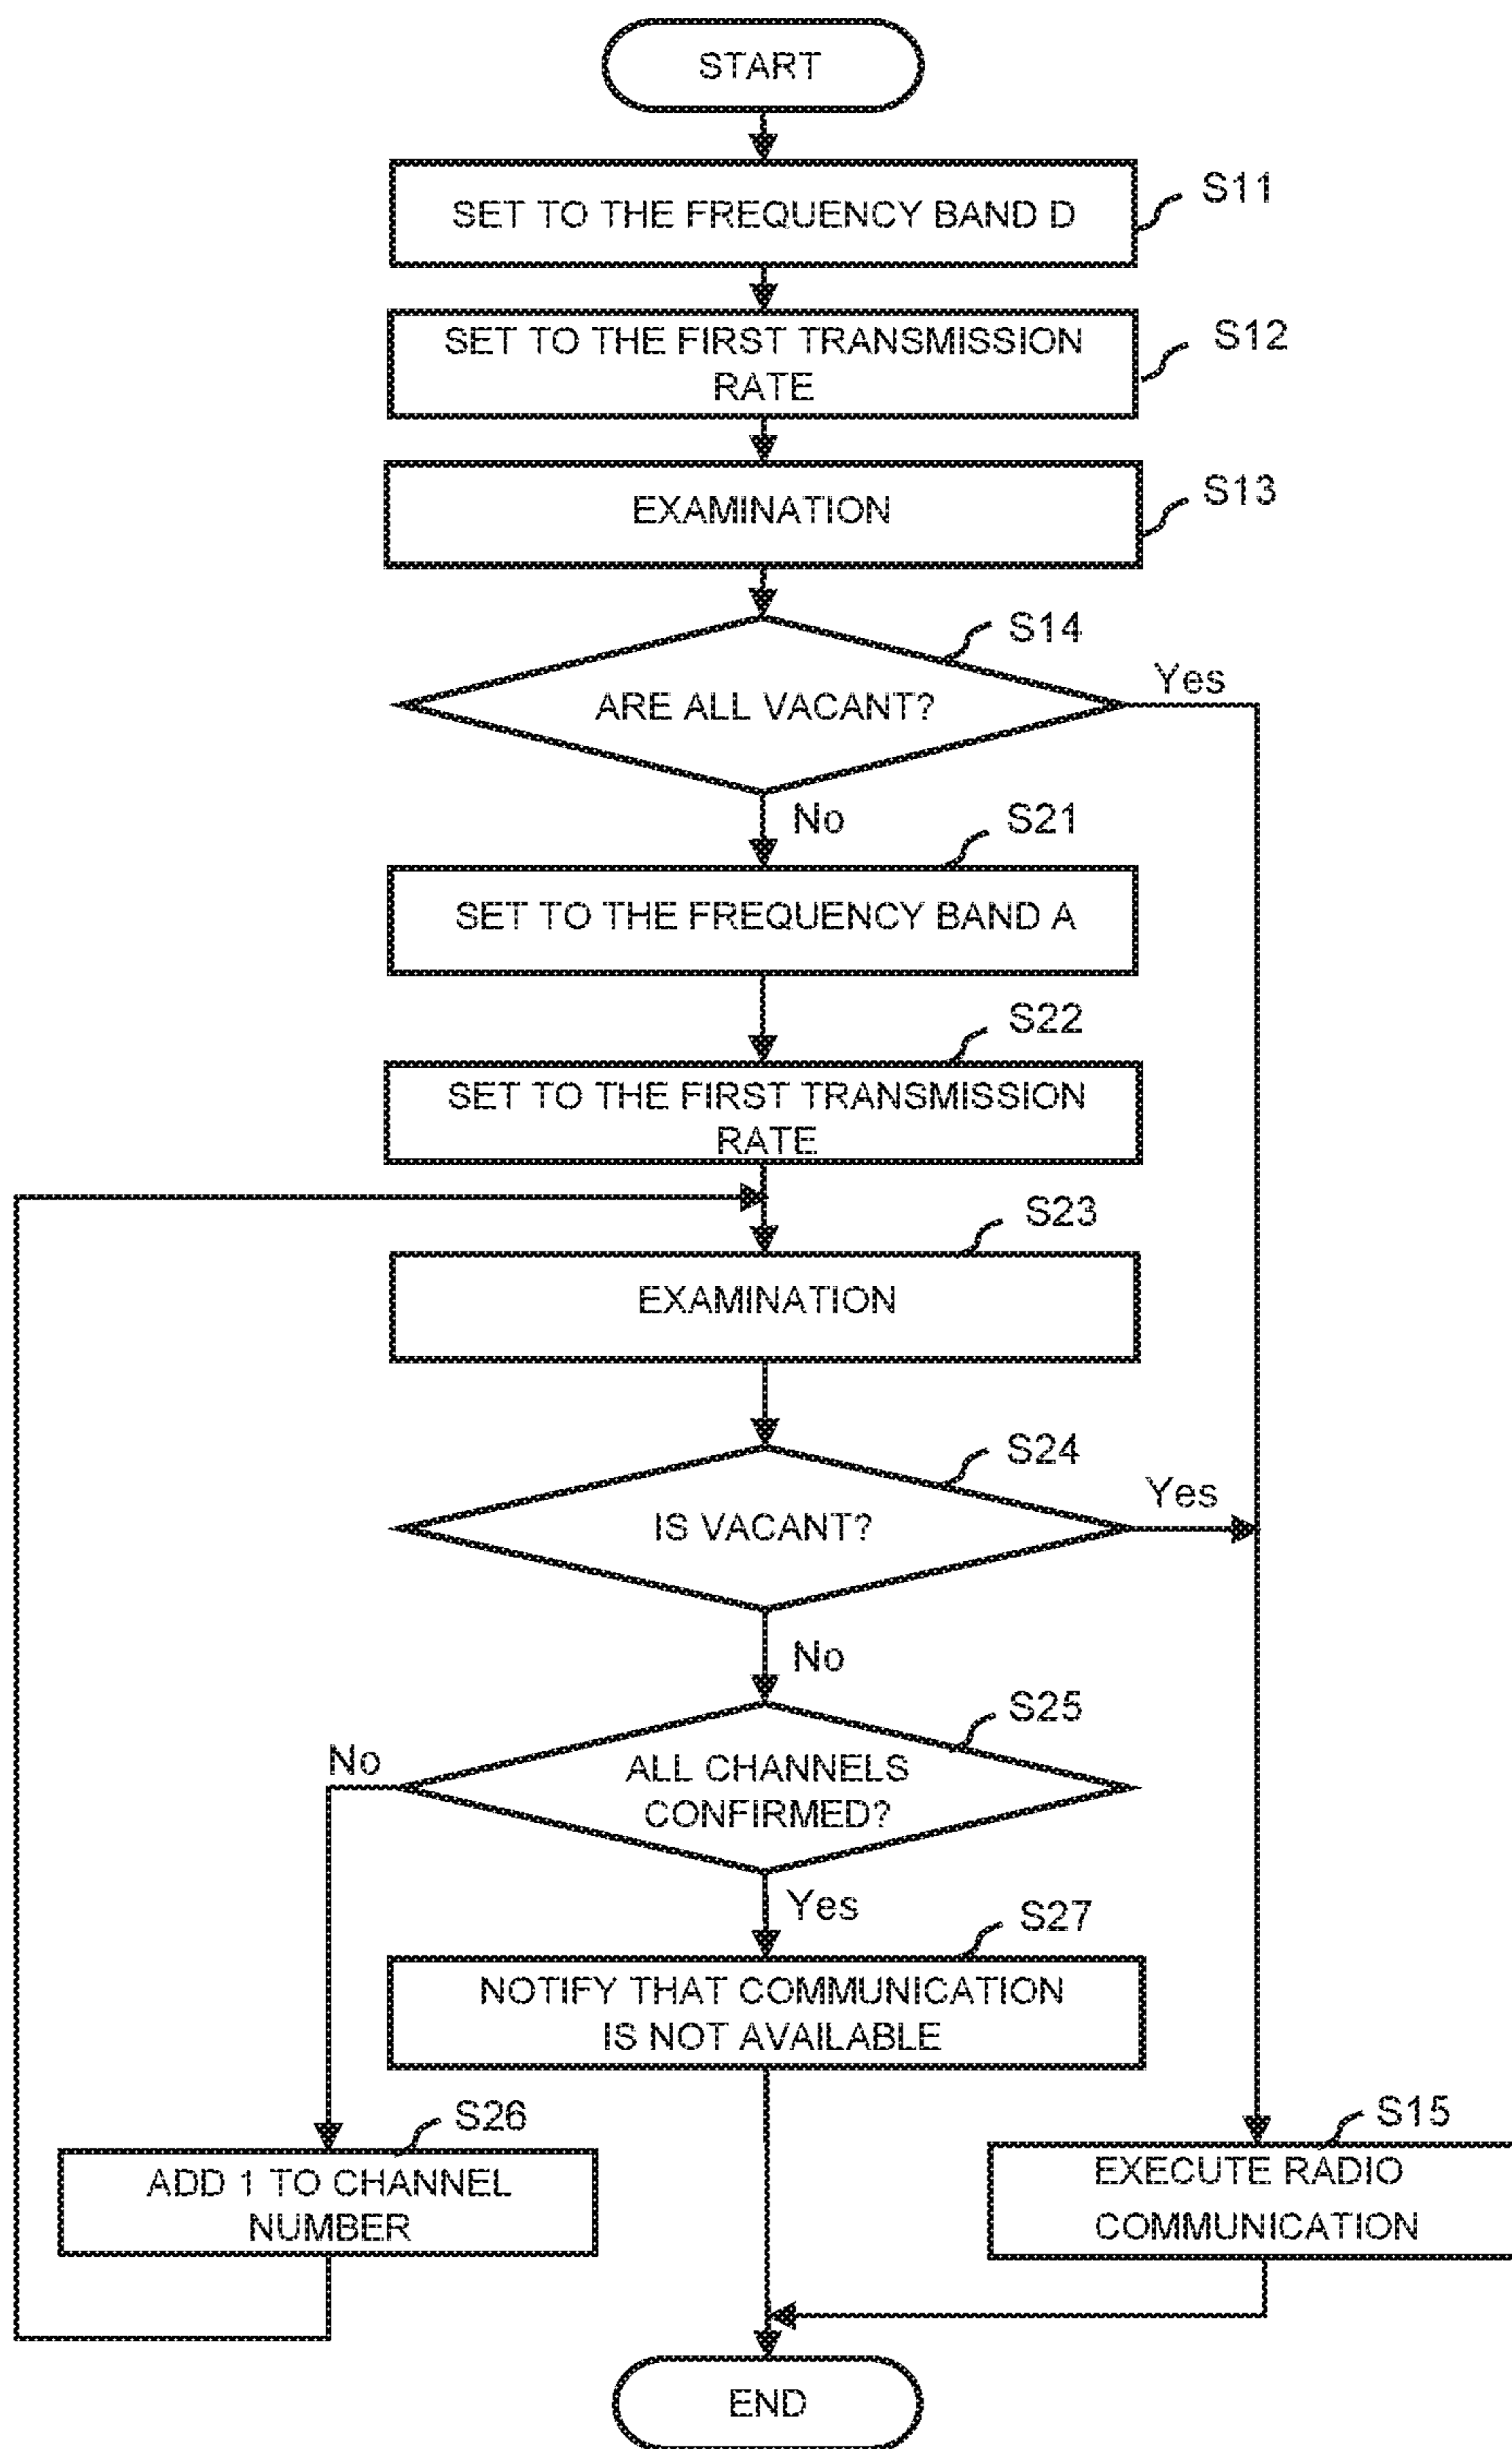 START
SET TO THE FREQUENCY BAND D
S11
SET TO THE FIRST TRANSMISSION
RATE
S12
EXAMINATION
S13
S14
ARE ALL VACANT?
Yes
No
S21
SET TO THE FREQUENCY BAND A
S22
SET TO THE FIRST TRANSMISSION
RATE
S23
EXAMINATION
S24
IS VACANT?
Yes
No
S25
ALL CHANNELS
CONFIRMED?
No
Yes
S27
NOTIFY THAT COMMUNICATION
IS NOT AVAILABLE
S26
ADD 1 TO CHANNEL
NUMBER
S15
EXECUTE RADIO
COMMUNICATION
END